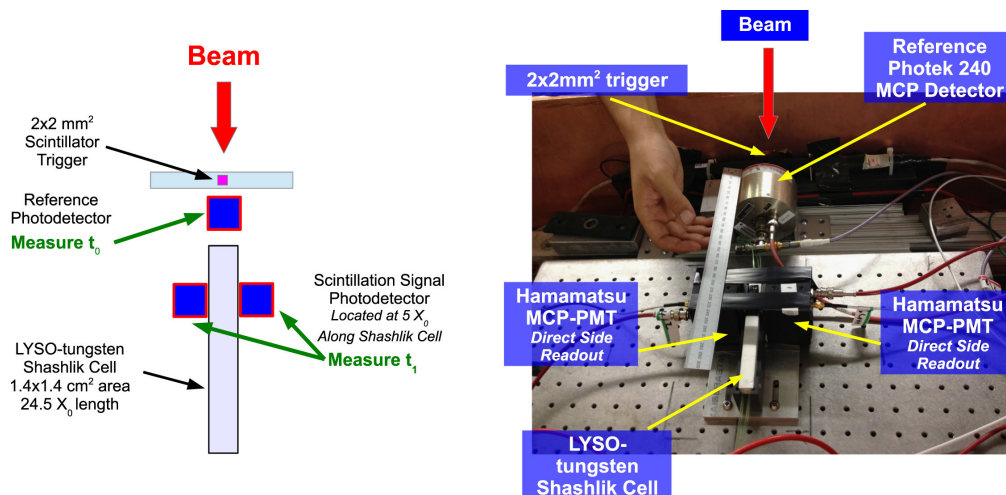 Beam
2x2 mm²
Scintillator
Trigger
Reference
Photodetector
Measure t₀
Scintillation Signal
Photodetector
Located at 5 X₀
Along Shashlik Cell
Measure t₁
LYSO-tungsten
Shashlik Cell
1.4x1.4 cm² area
24.5 X₀ length
Beam
2x2mm² trigger
Reference
Photek 240
MCP Detector
Hamamatsu
MCP-PMT
Direct Side
Readout
Hamamatsu
MCP-PMT
Direct Side
Readout
LYSO-
tungsten
Shashlik Cell